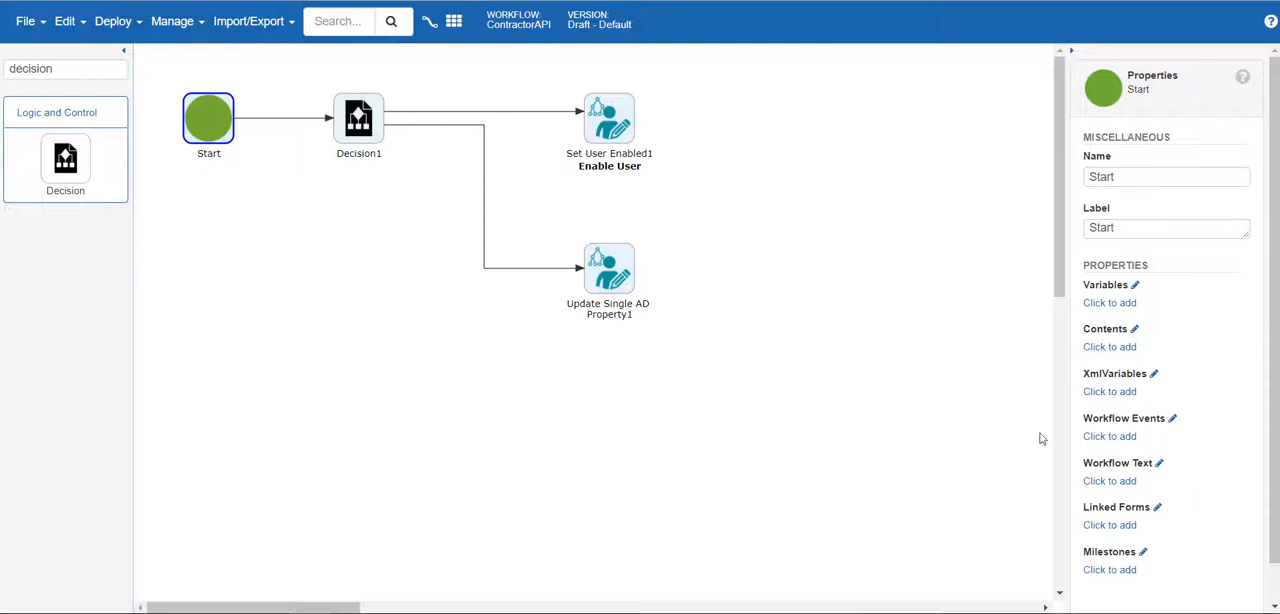 File Edit Deploy Manage Import/Export Search... WORKFLOW: VERSION:
ContractorAPI Draft - Default
?
decision
Logic and Control
Decision
Start
Decision1
Set User Enabled1
Enable User
Update Single AD
Property1
Properties
Start
?
MISCELLANEOUS
Name
Start
Label
Start
PROPERTIES
Variables
Click to add
Contents
Click to add
XmlVariables
Click to add
Workflow Events
Click to add
Workflow Text
Click to add
Linked Forms
Click to add
Milestones
Click to add